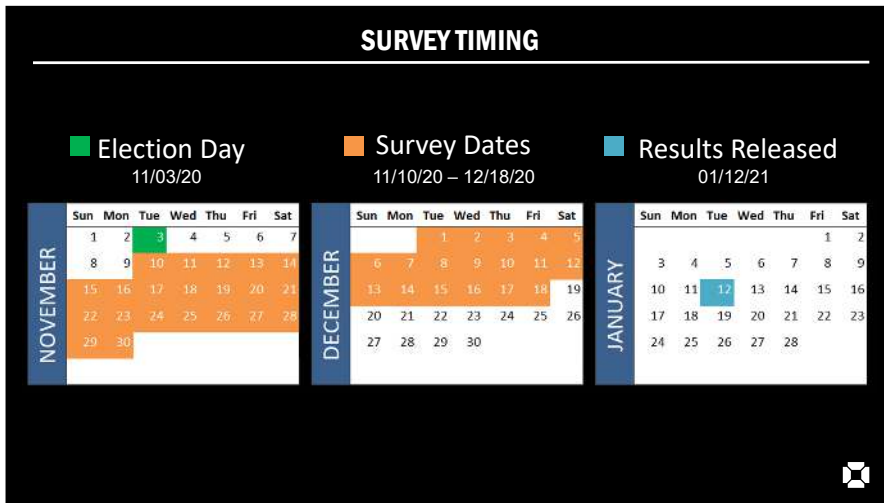 SURVEY TIMING
Election Day
11/03/20
Survey Dates
11/10/20 – 12/18/20
Results Released
01/12/21
NOVEMBER
Sun Mon Tue Wed Thu Fri Sat
1 2 3 4 5 6 7
8 9 10 11 12 13 14
15 16 17 18 19 20 21
22 23 24 25 26 27 28
29 30
DECEMBER
Sun Mon Tue Wed Thu Fri Sat
1 2 3 4 5
6 7 8 9 10 11 12
13 14 15 16 17 18 19
20 21 22 23 24 25 26
27 28 29 30
JANUARY
Sun Mon Tue Wed Thu Fri Sat
1 2
3 4 5 6 7 8 9
10 11 12 13 14 15 16
17 18 19 20 21 22 23
24 25 26 27 28